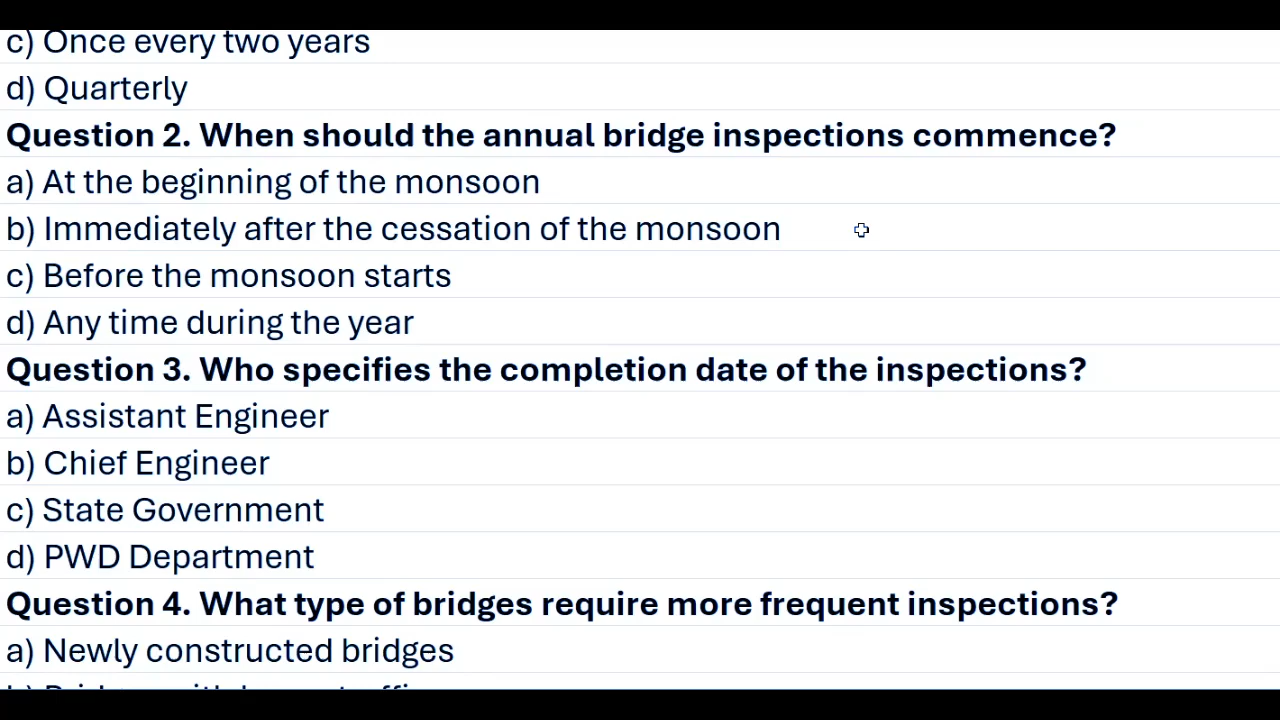 c) Once every two years
d) Quarterly
Question 2. When should the annual bridge inspections commence?
a) At the beginning of the monsoon
b) Immediately after the cessation of the monsoon
c) Before the monsoon starts
d) Any time during the year
Question 3. Who specifies the completion date of the inspections?
a) Assistant Engineer
b) Chief Engineer
c) State Government
d) PWD Department
Question 4. What type of bridges require more frequent inspections?
a) Newly constructed bridges